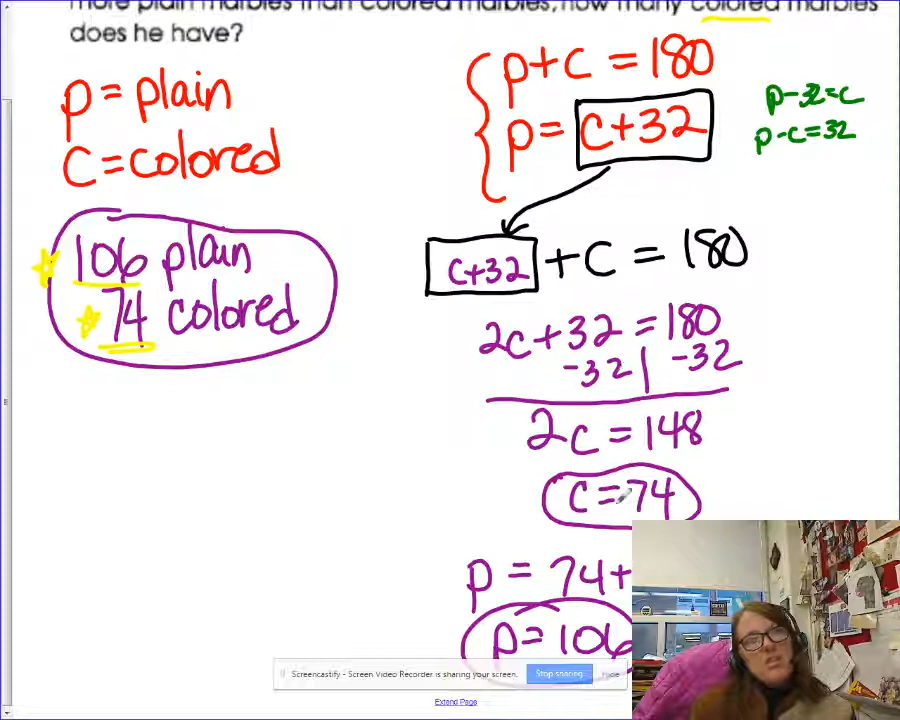 more plain marbles than colored marbles, how many colored marbles
does he have?
p = plain
c = colored
106 plain
74 colored
p + c = 180
p = c + 32
p - 32 = c
p - c = 32
c + 32 + c = 180
2c + 32 = 180
-32 | -32
2c = 148
c = 74
p = 74 +
p = 106
Screencastify - Screen Video Recorder is sharing your screen. Stop sharing Hide
Extend Page